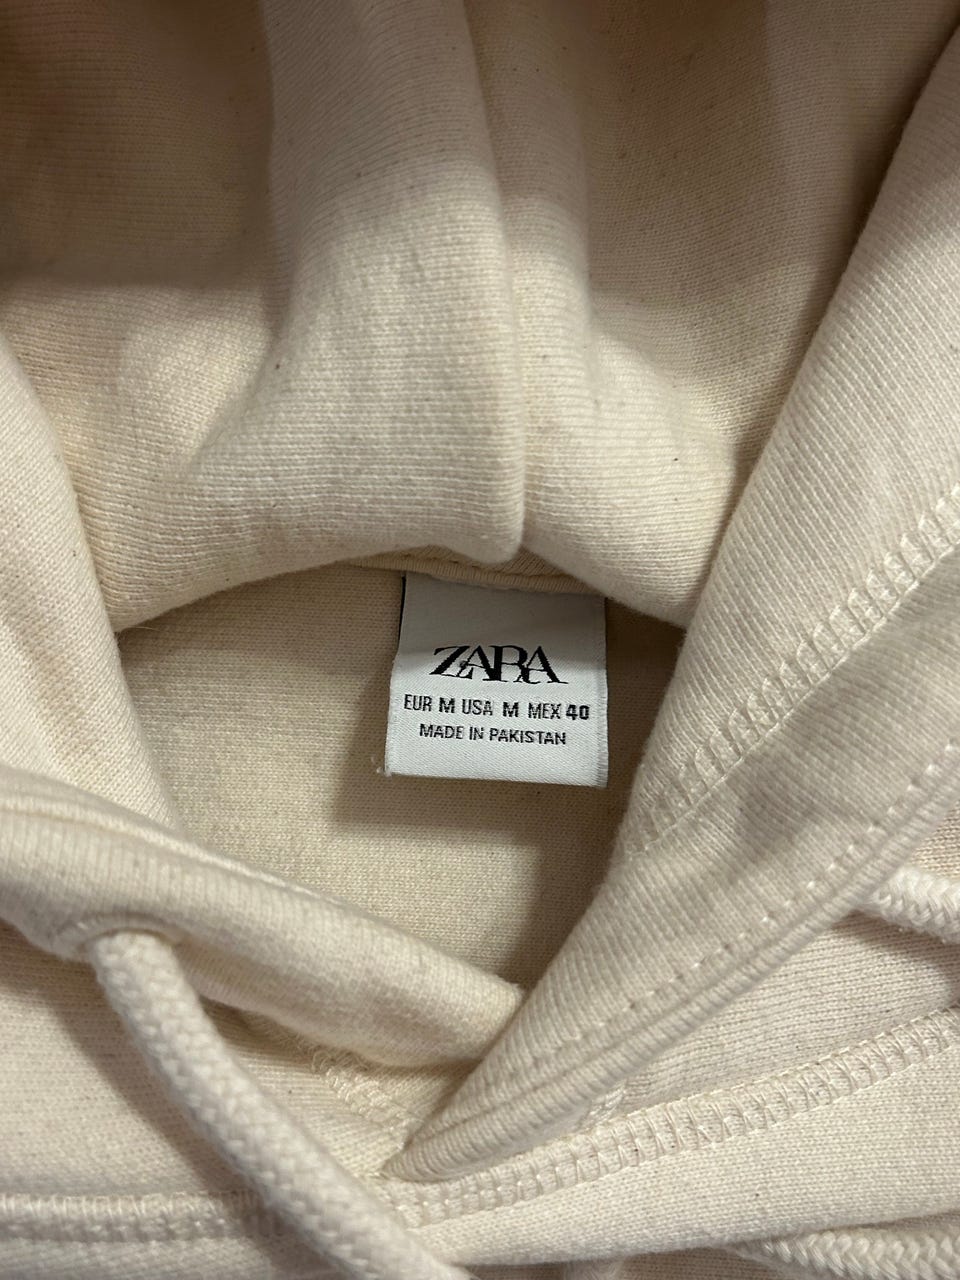 ZARA
EUR M USA M MEX 40
MADE IN PAKISTAN